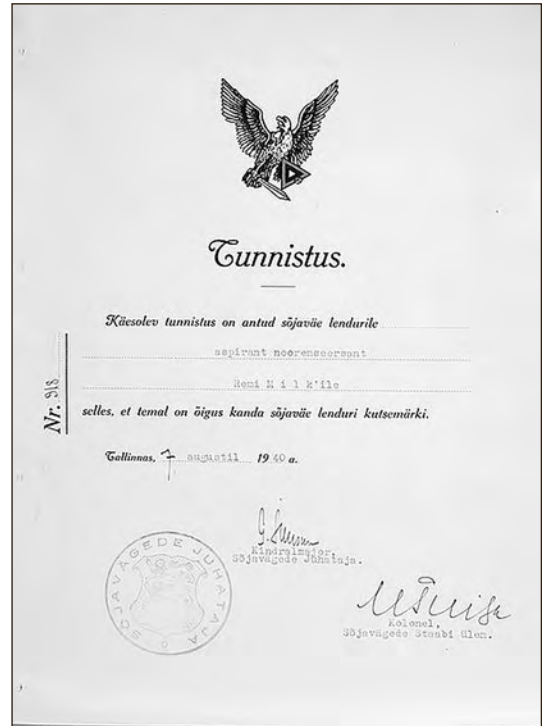 Tunnistus.
Käesolev tunnistus on antud sõjaväe lendurile
aspirant nooremseersant
Remi Milk'ile
Nr. 918
selles, et temal on õigus kanda sõjaväe lenduri kutsemärki.
Tallinnas, 7 augustil 1940 a.
Kindralmajor,
Sõjavägede Juhataja.
SÕJAVÄGEDE JUHATAJA
Kolonel,
Sõjavägede Staabi ülem.